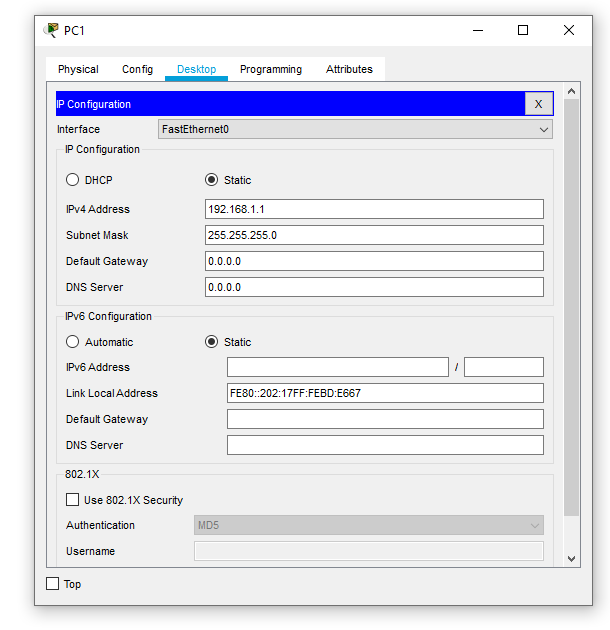 PC1
Physical Config Desktop Programming Attributes
IP Configuration X
Interface FastEthernet0
IP Configuration
DHCP Static
IPv4 Address 192.168.1.1
Subnet Mask 255.255.255.0
Default Gateway 0.0.0.0
DNS Server 0.0.0.0
IPv6 Configuration
Automatic Static
IPv6 Address /
Link Local Address FE80::202:17FF:FEBD:E667
Default Gateway
DNS Server
802.1X
Use 802.1X Security
Authentication MD5
Username
Top